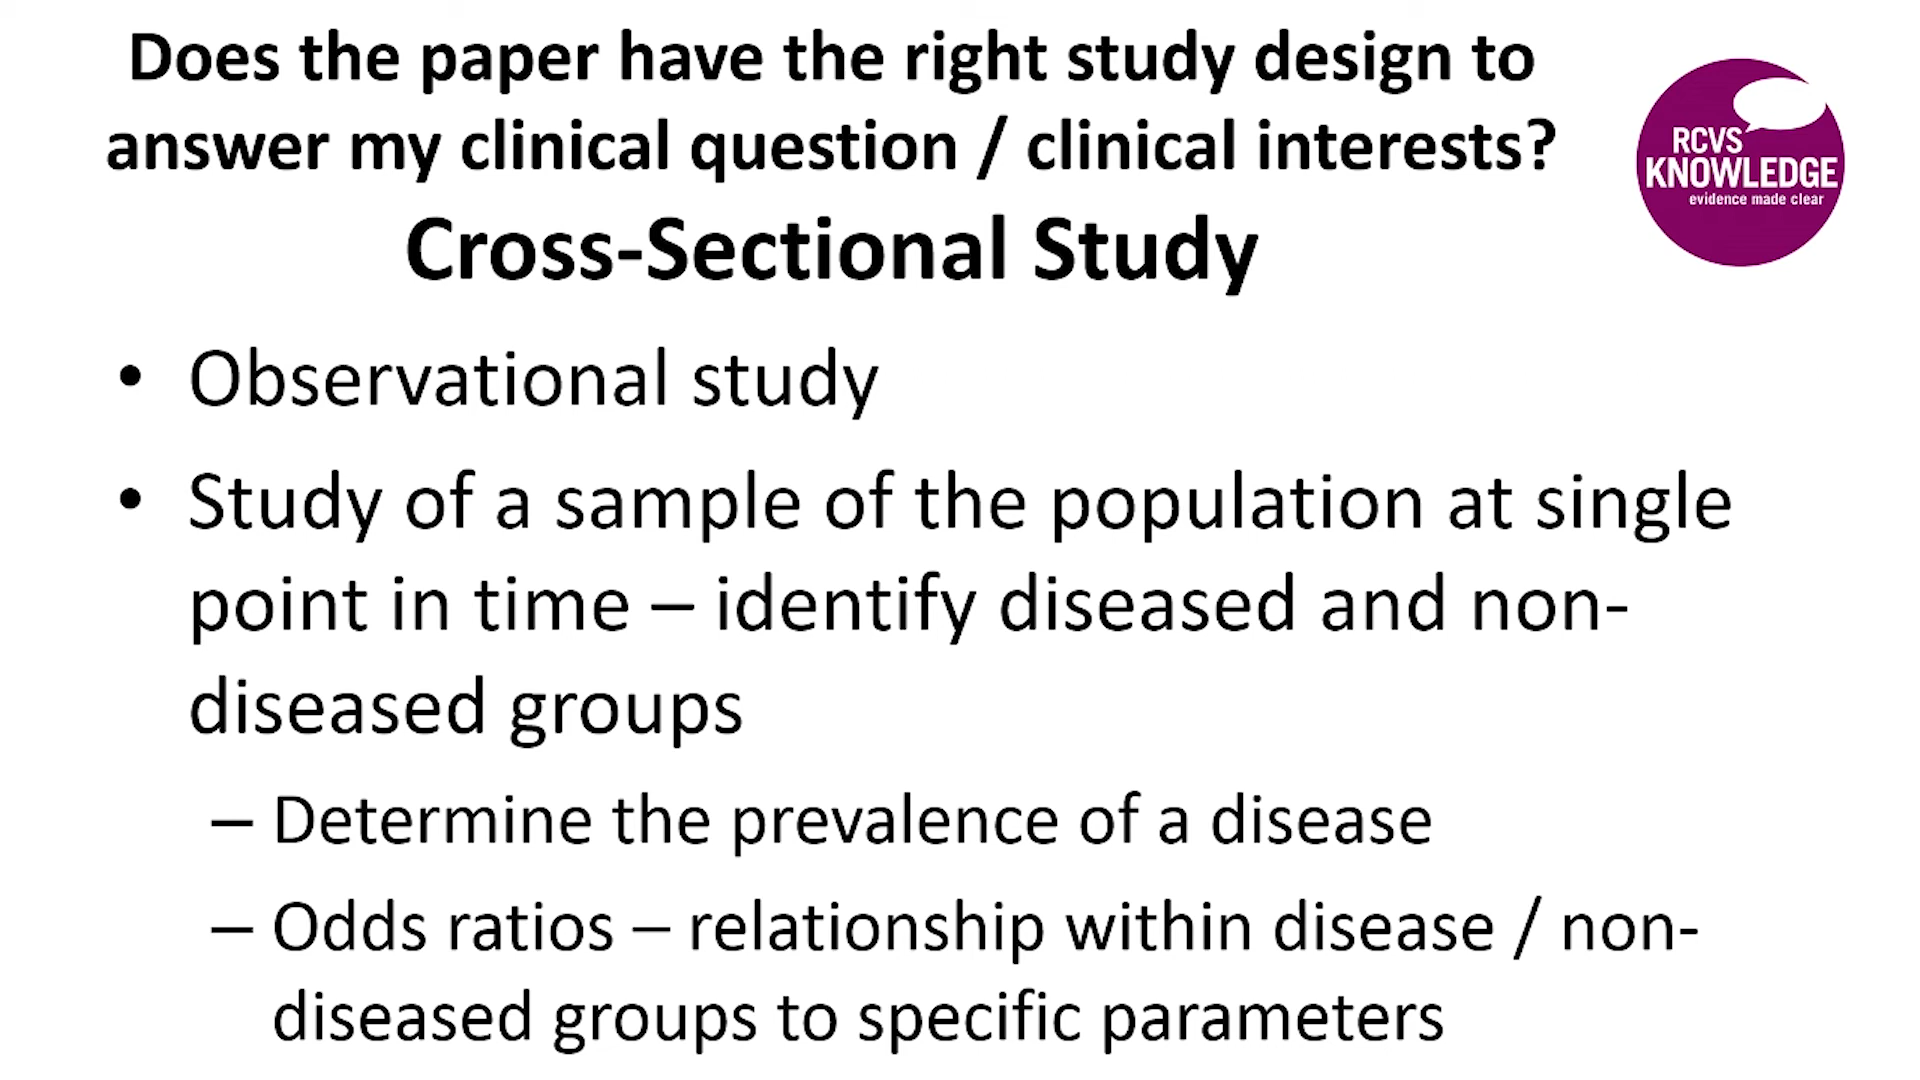 Does the paper have the right study design to
answer my clinical question / clinical interests?
Cross-Sectional Study
RCVS
KNOWLEDGE
evidence made clear
• Observational study
• Study of a sample of the population at single
point in time – identify diseased and non-
diseased groups
– Determine the prevalence of a disease
– Odds ratios – relationship within disease / non-
diseased groups to specific parameters